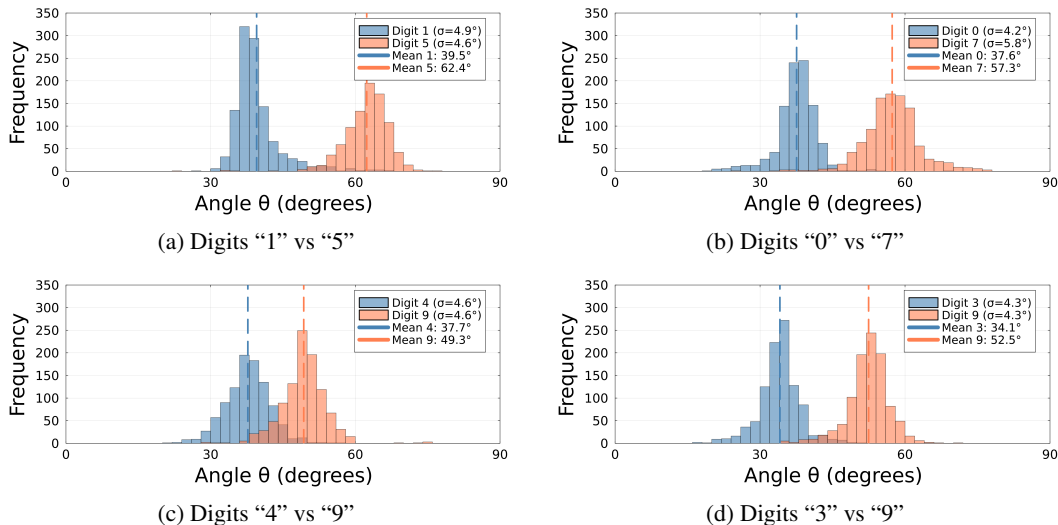 350
300
250
200
150
100
50
0
Frequency
0 30 60 90
Angle θ (degrees)
Digit 1 (σ=4.9°)
Digit 5 (σ=4.6°)
Mean 1: 39.5°
Mean 5: 62.4°
(a) Digits “1” vs “5”
350
300
250
200
150
100
50
0
Frequency
0 30 60 90
Angle θ (degrees)
Digit 0 (σ=4.2°)
Digit 7 (σ=5.8°)
Mean 0: 37.6°
Mean 7: 57.3°
(b) Digits “0” vs “7”
350
300
250
200
150
100
50
0
Frequency
0 30 60 90
Angle θ (degrees)
Digit 4 (σ=4.6°)
Digit 9 (σ=4.6°)
Mean 4: 37.7°
Mean 9: 49.3°
(c) Digits “4” vs “9”
350
300
250
200
150
100
50
0
Frequency
0 30 60 90
Angle θ (degrees)
Digit 3 (σ=4.3°)
Digit 9 (σ=4.3°)
Mean 3: 34.1°
Mean 9: 52.5°
(d) Digits “3” vs “9”